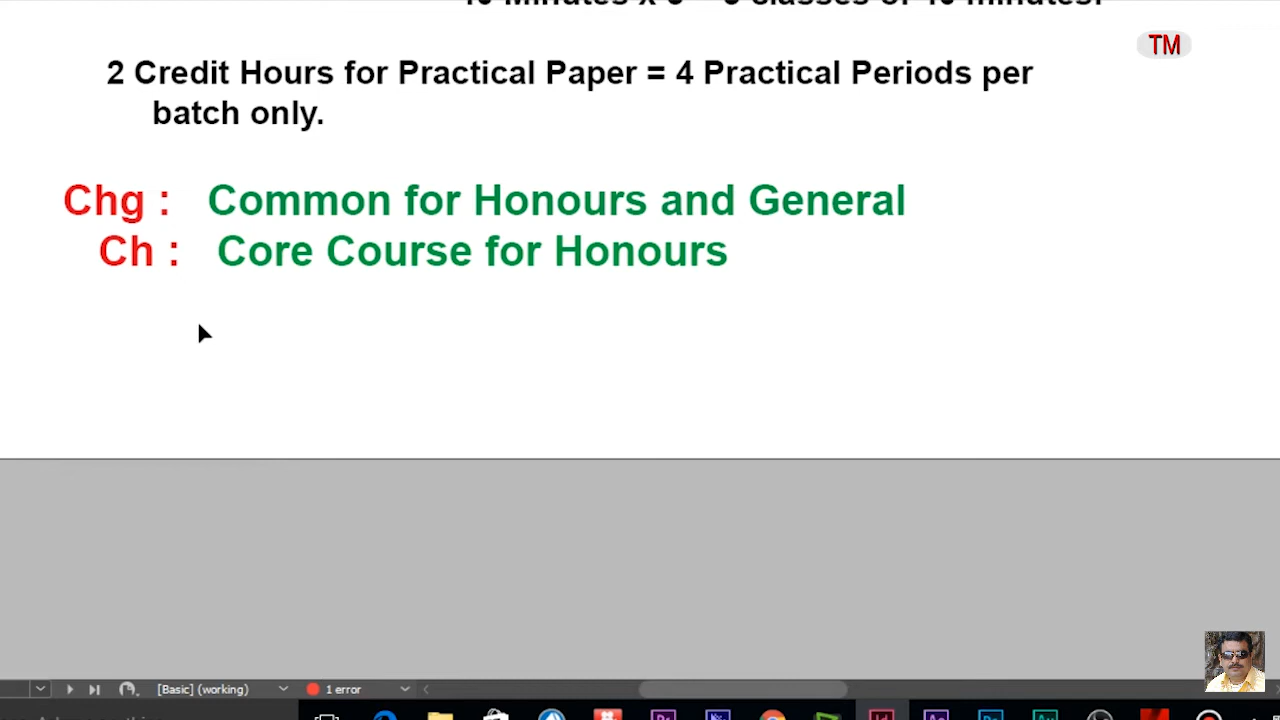 2 Credit Hours for Practical Paper = 4 Practical Periods per
batch only.
Chg : Common for Honours and General
Ch : Core Course for Honours
TM
[Basic] (working)
1 error